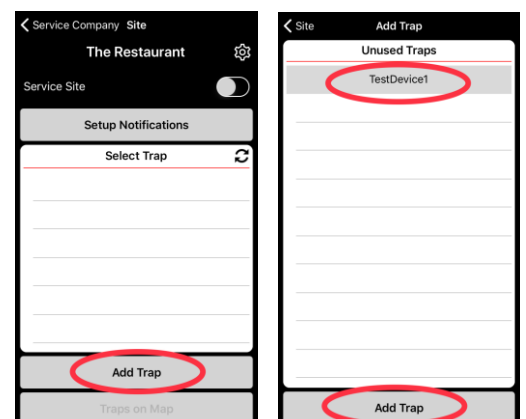 Service Company Site
The Restaurant
Service Site
Setup Notifications
Select Trap
Add Trap
Traps on Map
Site Add Trap
Unused Traps
TestDevice1
Add Trap